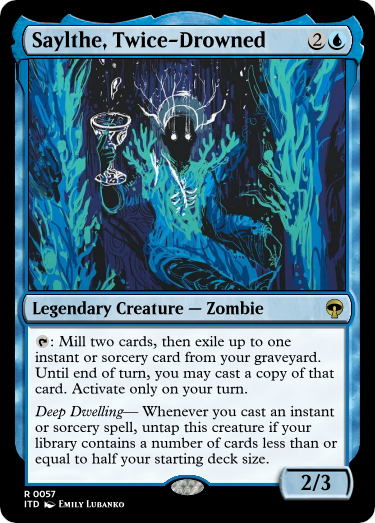 Saylthe, Twice-Drowned 2
Legendary Creature — Zombie
: Mill two cards, then exile up to one
instant or sorcery card from your graveyard.
Until end of turn, you may cast a copy of that
card. Activate only on your turn.
Deep Dwelling— Whenever you cast an instant
or sorcery spell, untap this creature if your
library contains a number of cards less than or
equal to half your starting deck size.
2/3
R 0057
ITD EMILY LUBANKO